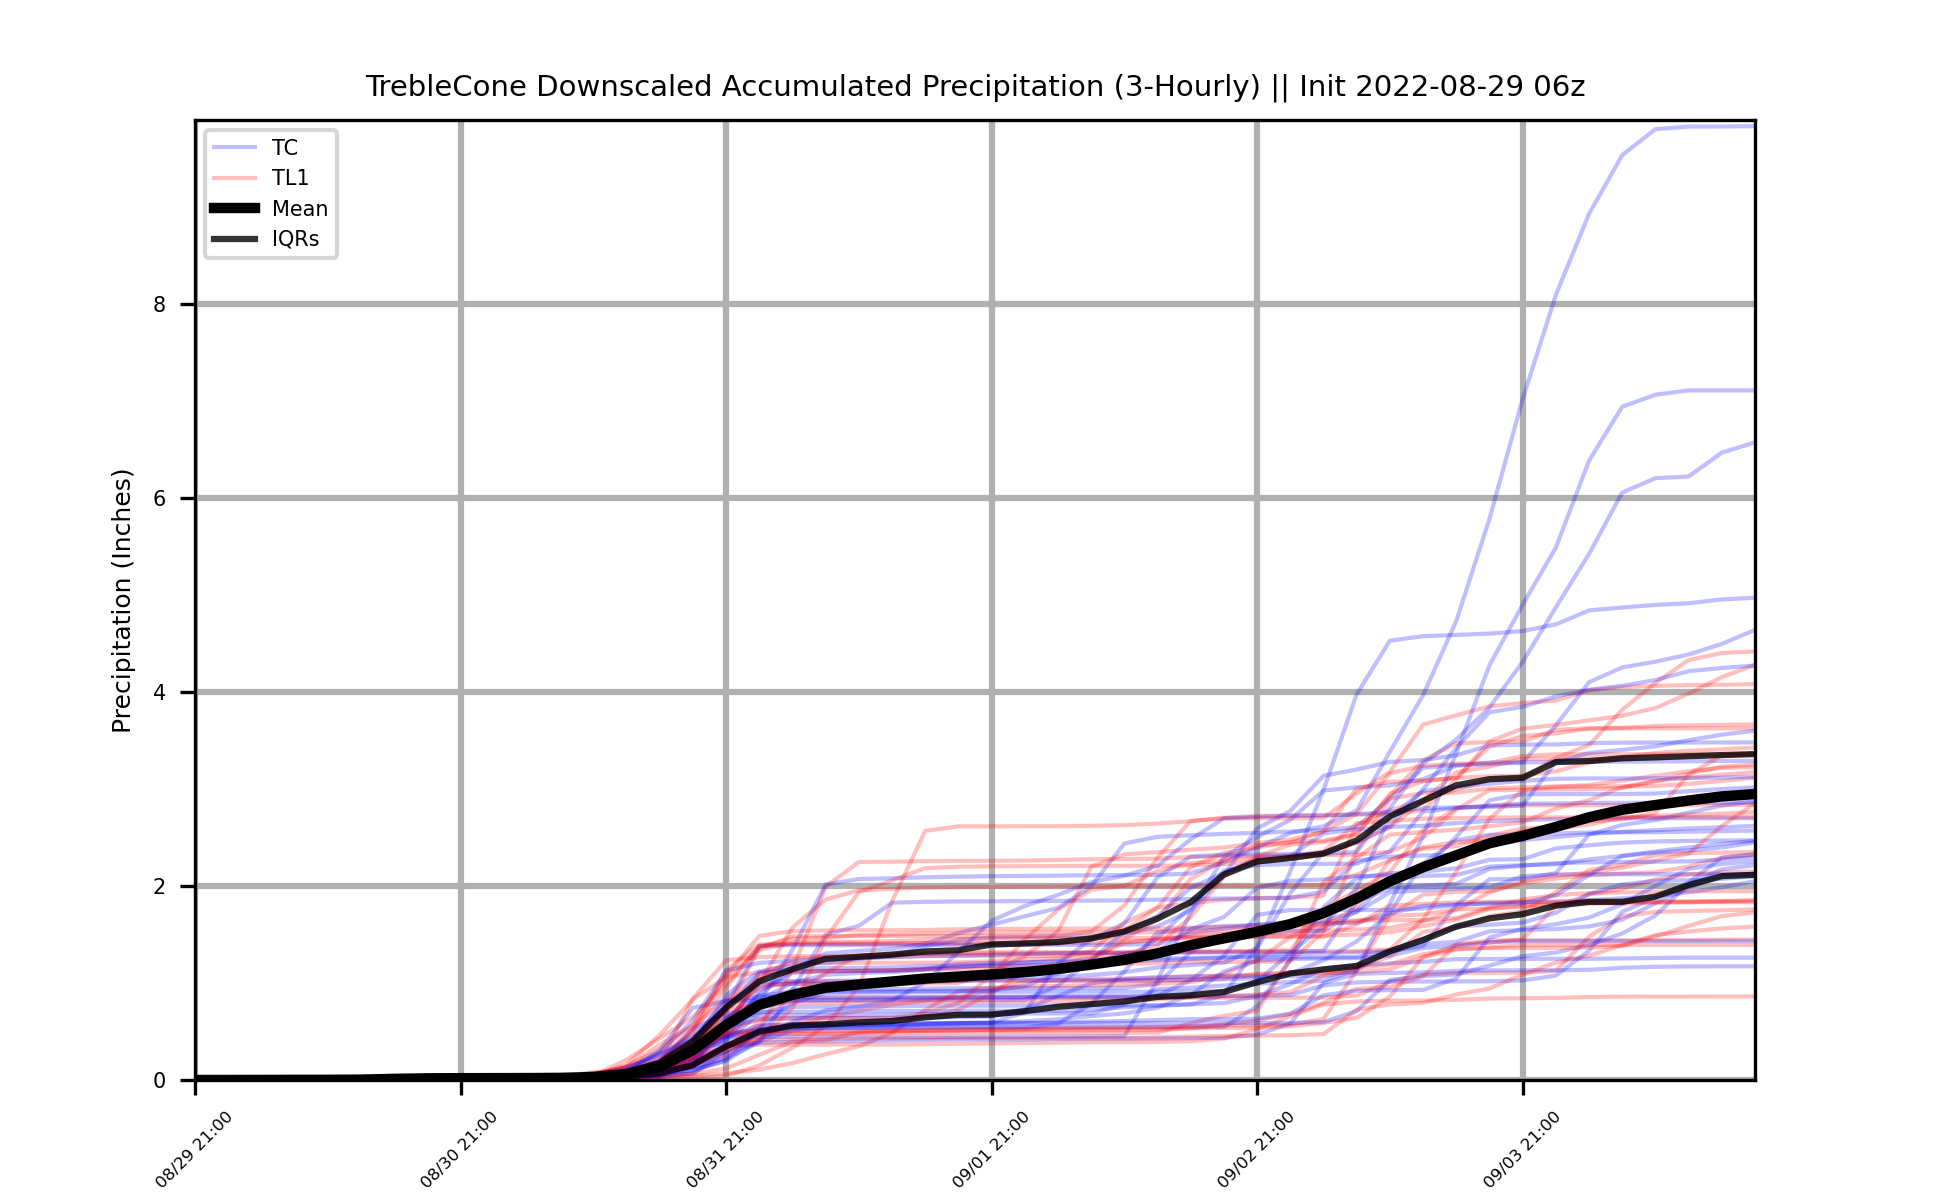 TrebleCone Downscaled Accumulated Precipitation (3-Hourly) || Init 2022-08-29 06z
TC
TL1
Mean
IQRs
Precipitation (Inches)
8
6
4
2
0
08/29 21:00
08/30 21:00
08/31 21:00
09/01 21:00
09/02 21:00
09/03 21:00